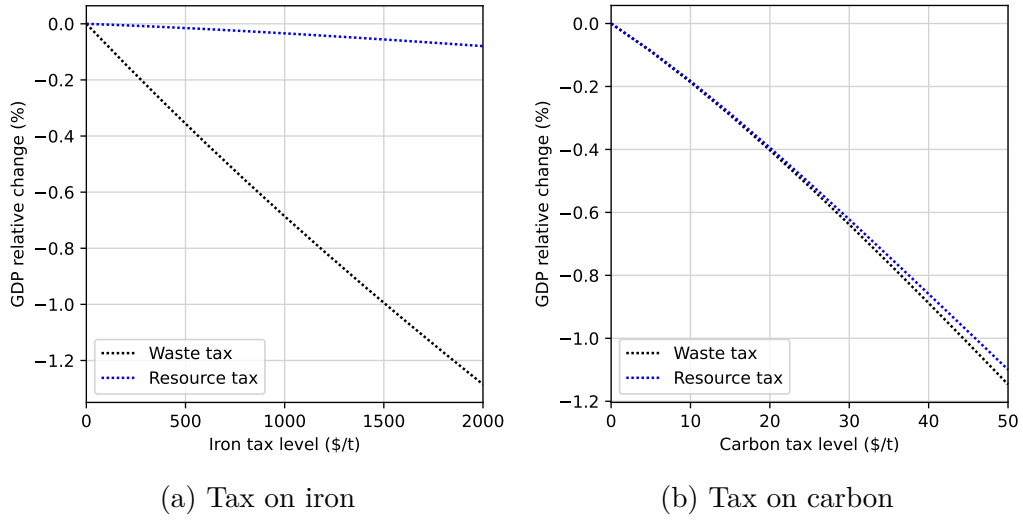 0.0
−0.2
−0.4
−0.6
−0.8
−1.0
−1.2
GDP relative change (%)
Waste tax
Resource tax
0 500 1000 1500 2000
Iron tax level ($/t)
(a) Tax on iron
0.0
−0.2
−0.4
−0.6
−0.8
−1.0
−1.2
GDP relative change (%)
Waste tax
Resource tax
0 10 20 30 40 50
Carbon tax level ($/t)
(b) Tax on carbon